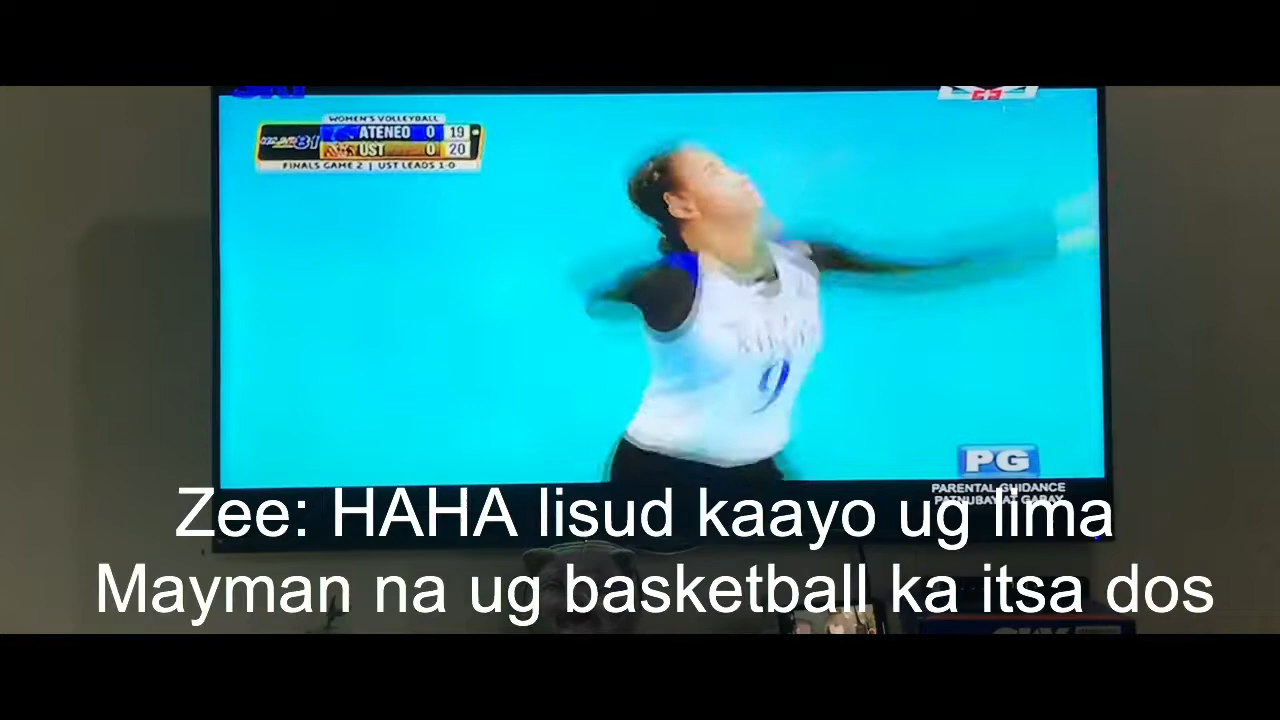 WOMEN'S VOLLEYBALL
ATENEO 0 19
UST 0 20
FINALS GAME 2 | UST LEADS 1-0
9
PG
PARENTAL GUIDANCE
PATNUBAY AT GABAY
Zee: HAHA lisud kaayo ug lima
Mayman na ug basketball ka itsa dos